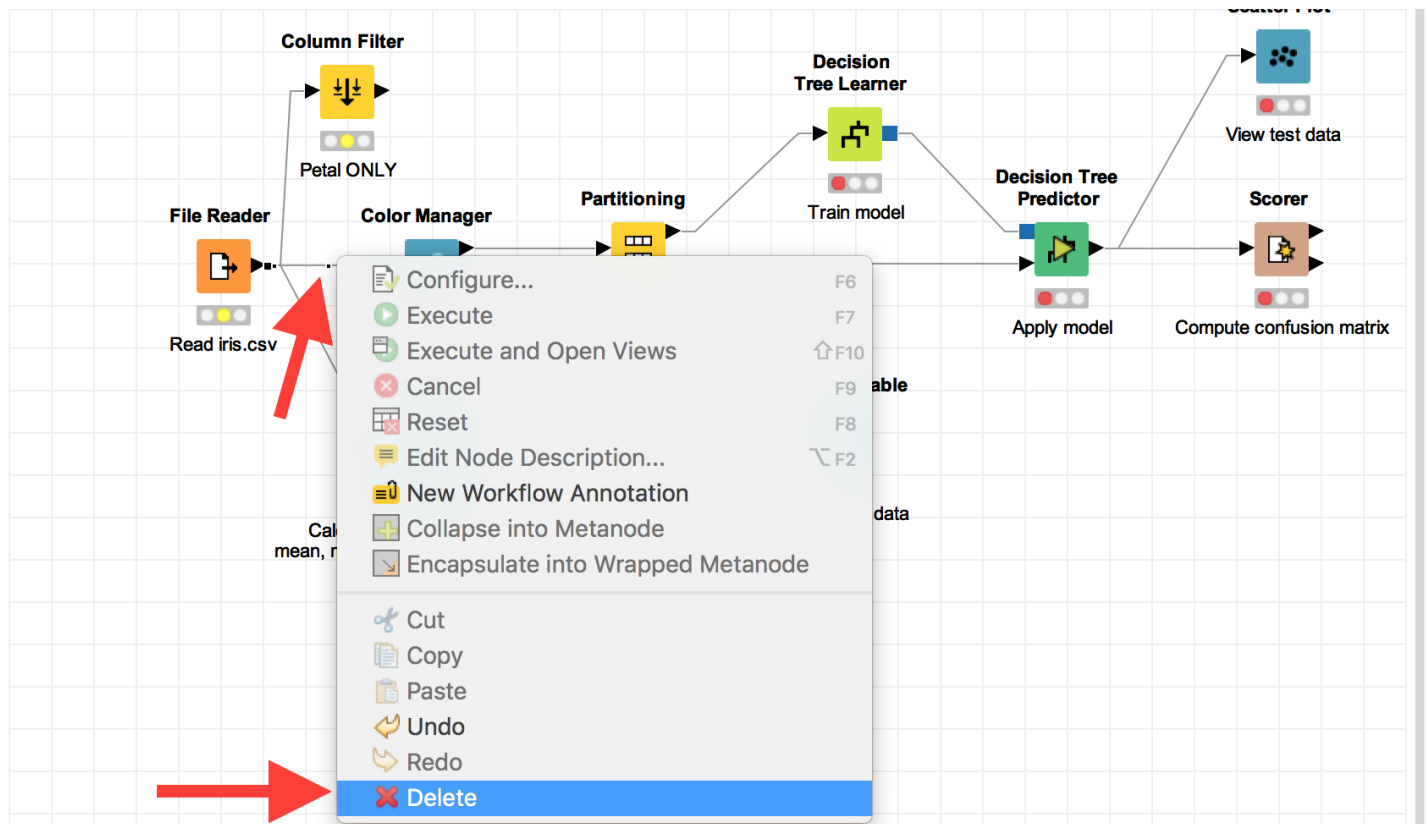 Scatter Plot
Column Filter
Decision
Tree Learner
View test data
Petal ONLY
Decision Tree
Predictor
Partitioning
Scorer
Train model
File Reader
Color Manager
Read iris.csv
Apply model
Compute confusion matrix
Configure... F6
Execute F7
Execute and Open Views ⇧F10
able
Cancel F9
Reset F8
Edit Node Description... ⌥F2
New Workflow Annotation
data
Collapse into Metanode
mean,
Encapsulate into Wrapped Metanode
Cut
Copy
Paste
Undo
Redo
Delete